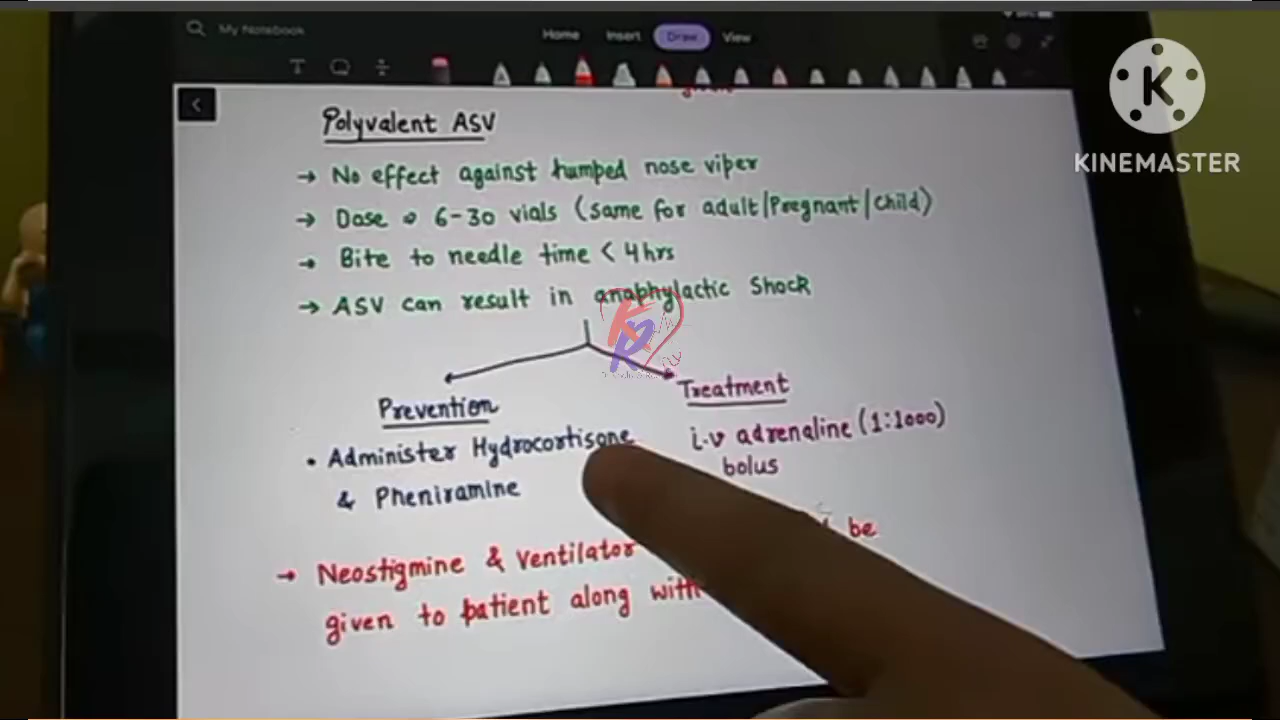 My Notebook
Home Insert Draw View
K
KINEMASTER
Polyvalent ASV
→ No effect against humped nose viper
→ Dose 6-30 vials (same for adult/Pregnant/Child)
→ Bite to needle time < 4hrs
→ ASV can result in anaphylactic Shock
Prevention
• Administer Hydrocortisone
& Pheniramine
Treatment
i.v adrenaline (1:1000)
bolus
→ Neostigmine & Ventilator be
given to patient along with